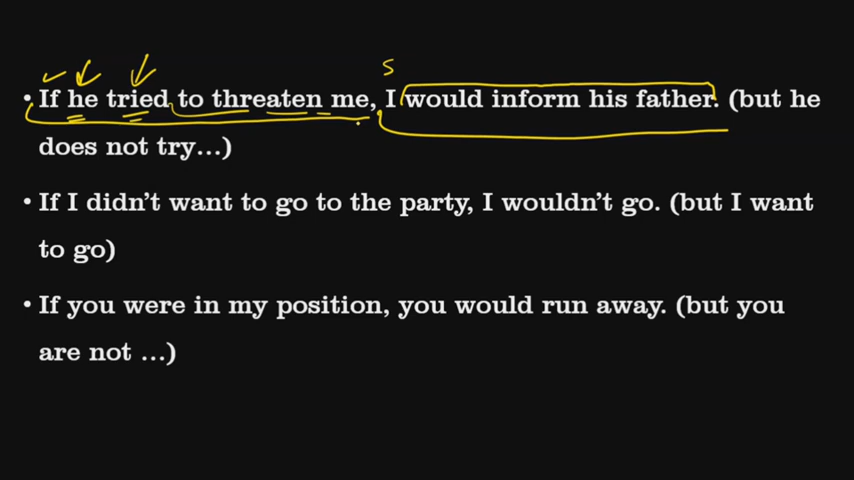 S
• If he tried to threaten me, I would inform his father. (but he
does not try…)
• If I didn’t want to go to the party, I wouldn’t go. (but I want
to go)
• If you were in my position, you would run away. (but you
are not …)